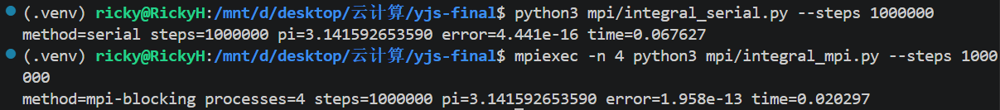 (.venv) ricky@RickyH:/mnt/d/desktop/云计算/yjs-final$ python3 mpi/integral_serial.py --steps 1000000
method=serial steps=1000000 pi=3.141592653590 error=4.441e-16 time=0.067627
(.venv) ricky@RickyH:/mnt/d/desktop/云计算/yjs-final$ mpiexec -n 4 python3 mpi/integral_mpi.py --steps 1000
000
method=mpi-blocking processes=4 steps=1000000 pi=3.141592653590 error=1.958e-13 time=0.020297